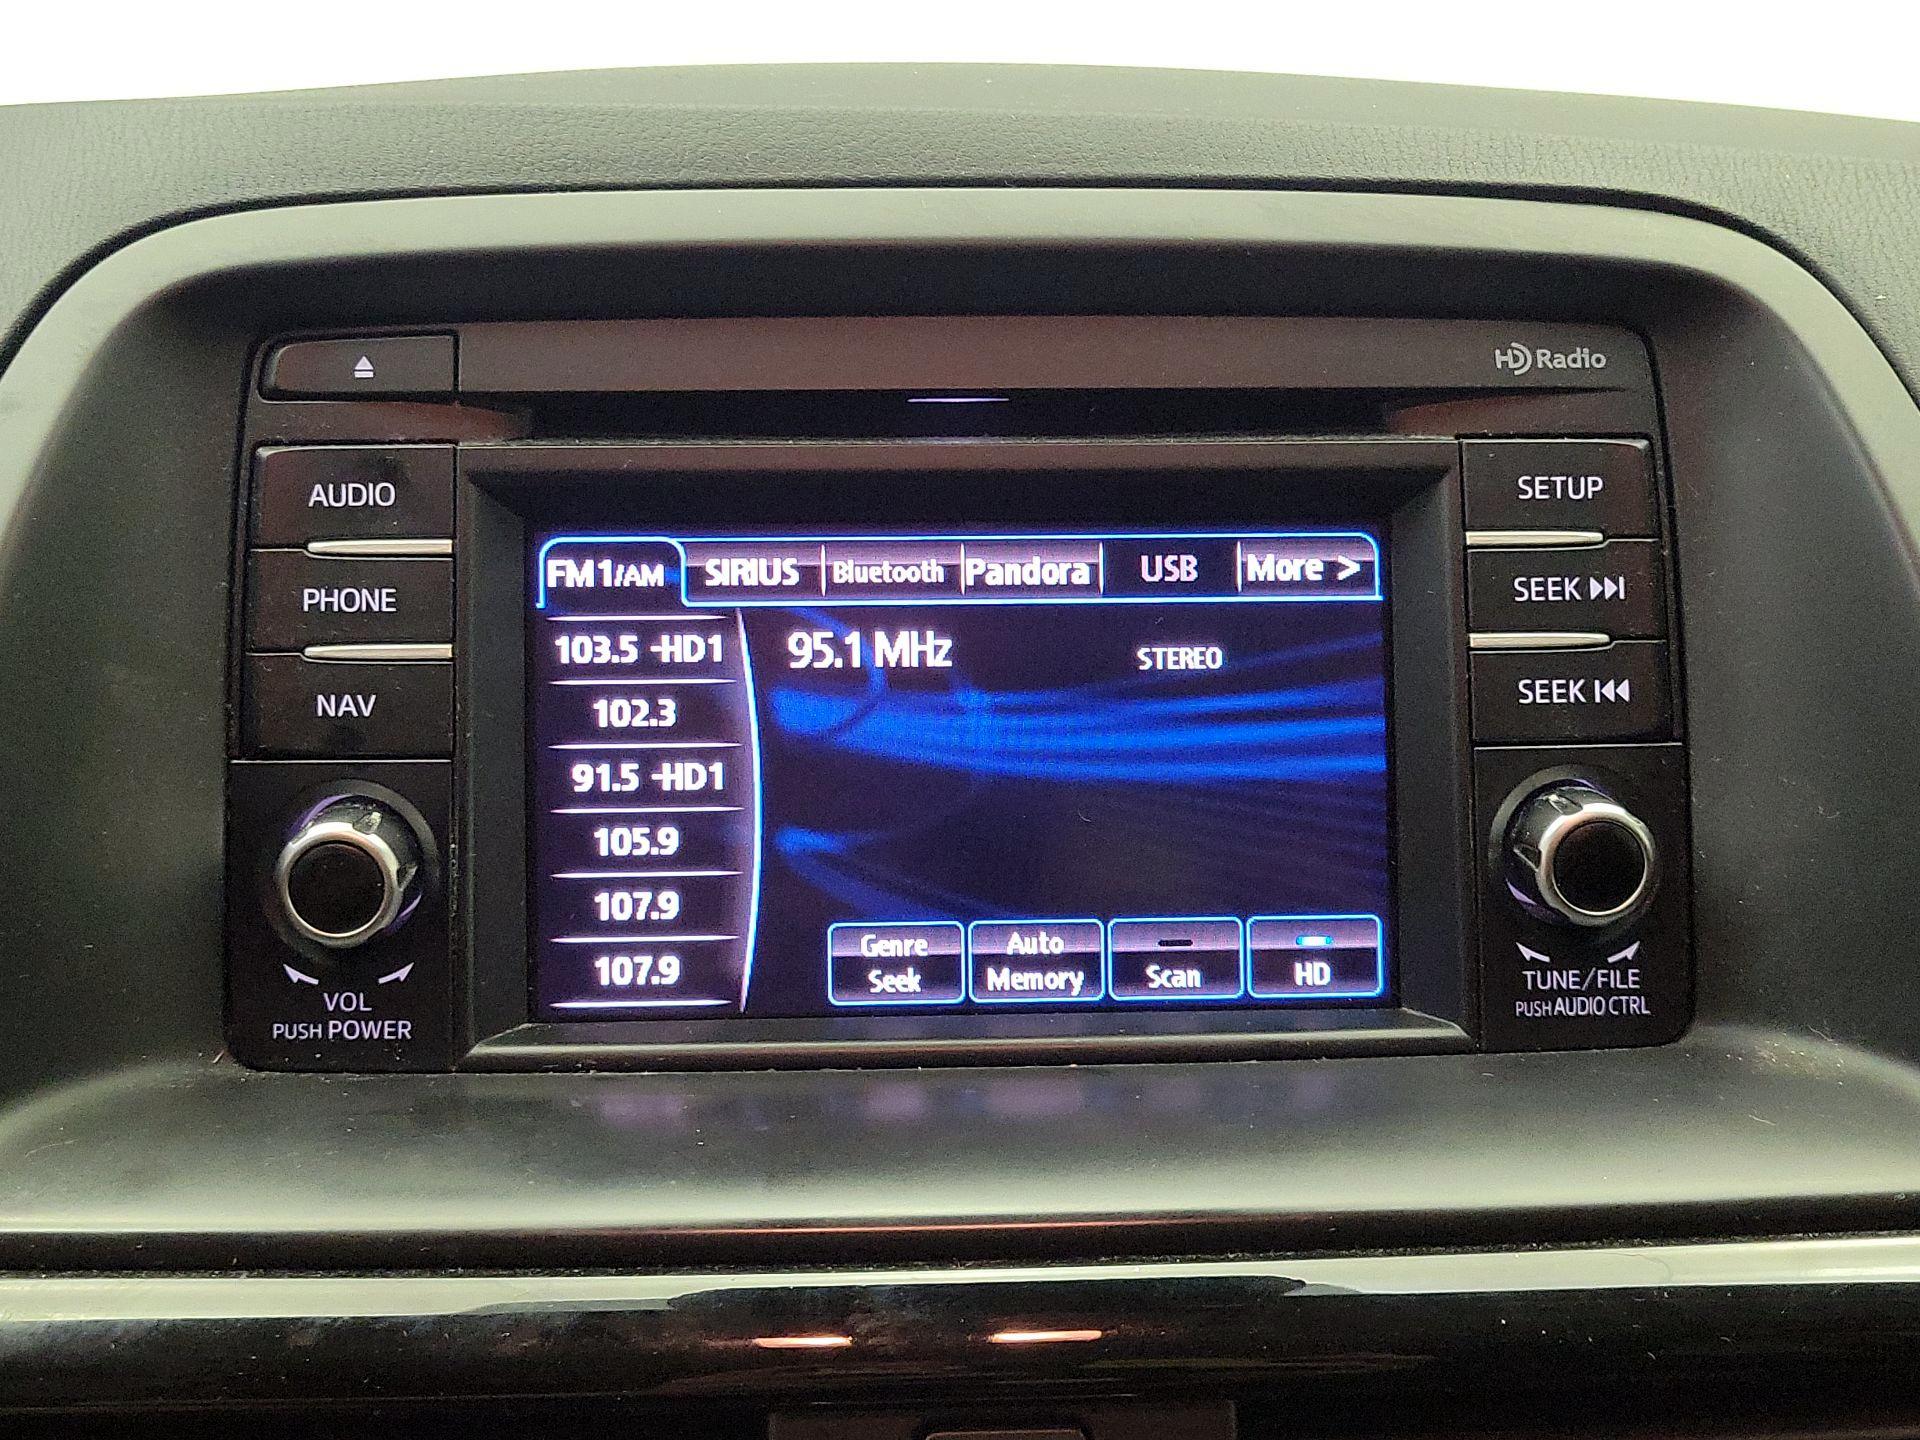 HD Radio
AUDIO
PHONE
NAV
VOL
PUSH POWER
FM1/AM SIRIUS Bluetooth Pandora USB More >
103.5 -HD1
102.3
91.5 -HD1
105.9
107.9
107.9
95.1 MHz STEREO
Genre Seek
Auto Memory
Scan
HD
SETUP
SEEK
SEEK
TUNE/FILE
PUSH AUDIO CTRL